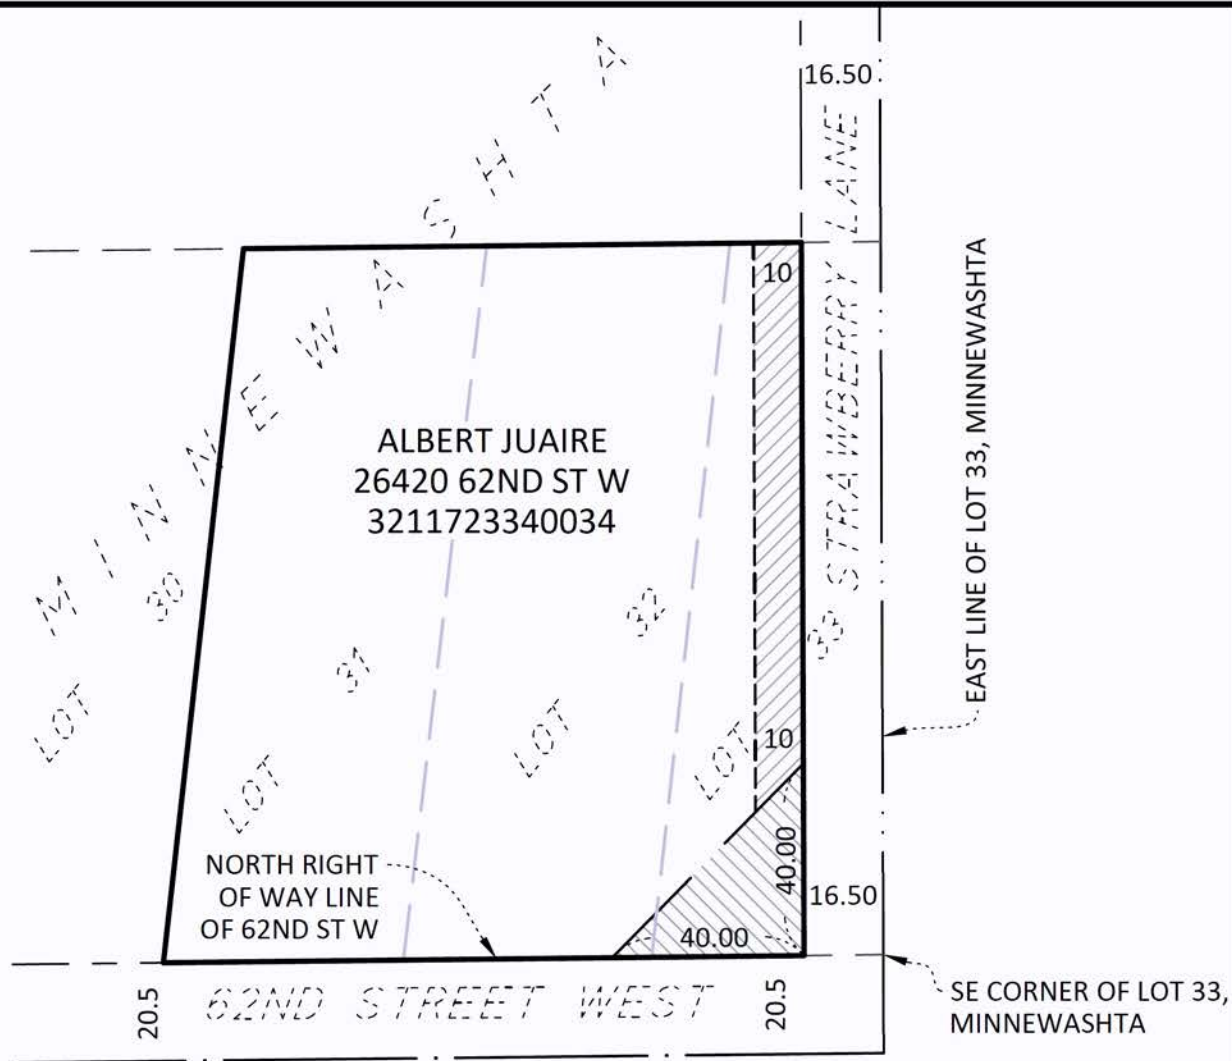 16.50
MINNEWASHTA
STRAWBERRY LANE
10
EAST LINE OF LOT 33, MINNEWASHTA
ALBERT JUAIRE
26420 62ND ST W
3211723340034
LOT 30
LOT 31
LOT 32
LOT 33
10
40.00
16.50
NORTH RIGHT
OF WAY LINE
OF 62ND ST W
40.00
20.5
62ND STREET WEST
20.5
SE CORNER OF LOT 33,
MINNEWASHTA